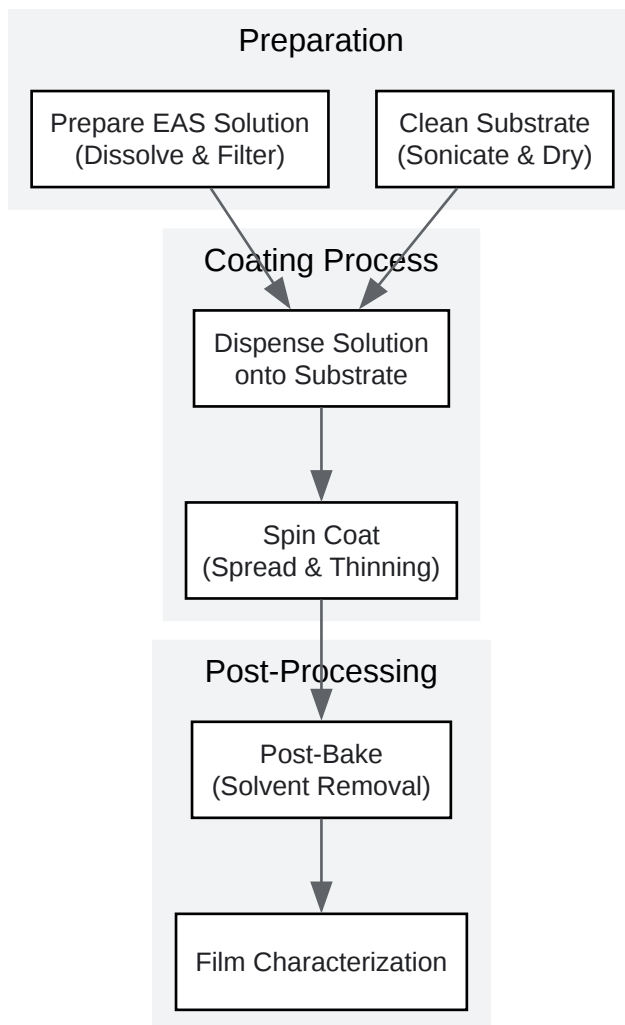 Preparation
Prepare EAS Solution
(Dissolve & Filter)
Clean Substrate
(Sonicate & Dry)
Coating Process
Dispense Solution
onto Substrate
Spin Coat
(Spread & Thinning)
Post-Processing
Post-Bake
(Solvent Removal)
Film Characterization